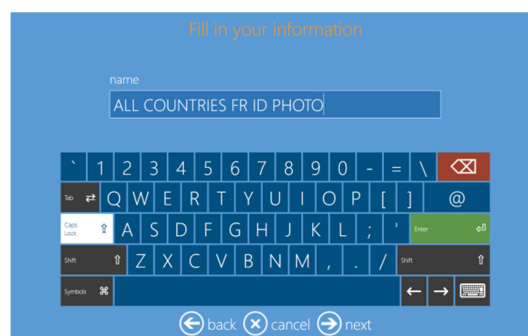 Fill in your information
name
ALL COUNTRIES FR ID PHOTO
` 1 2 3 4 5 6 7 8 9 0 - = \
Tab Q W E R T Y U I O P [ ] @
Caps Lock A S D F G H J K L ; ' Enter
Shift Z X C V B N M , . / Shift
Symbols ⌘ ← →
back cancel next